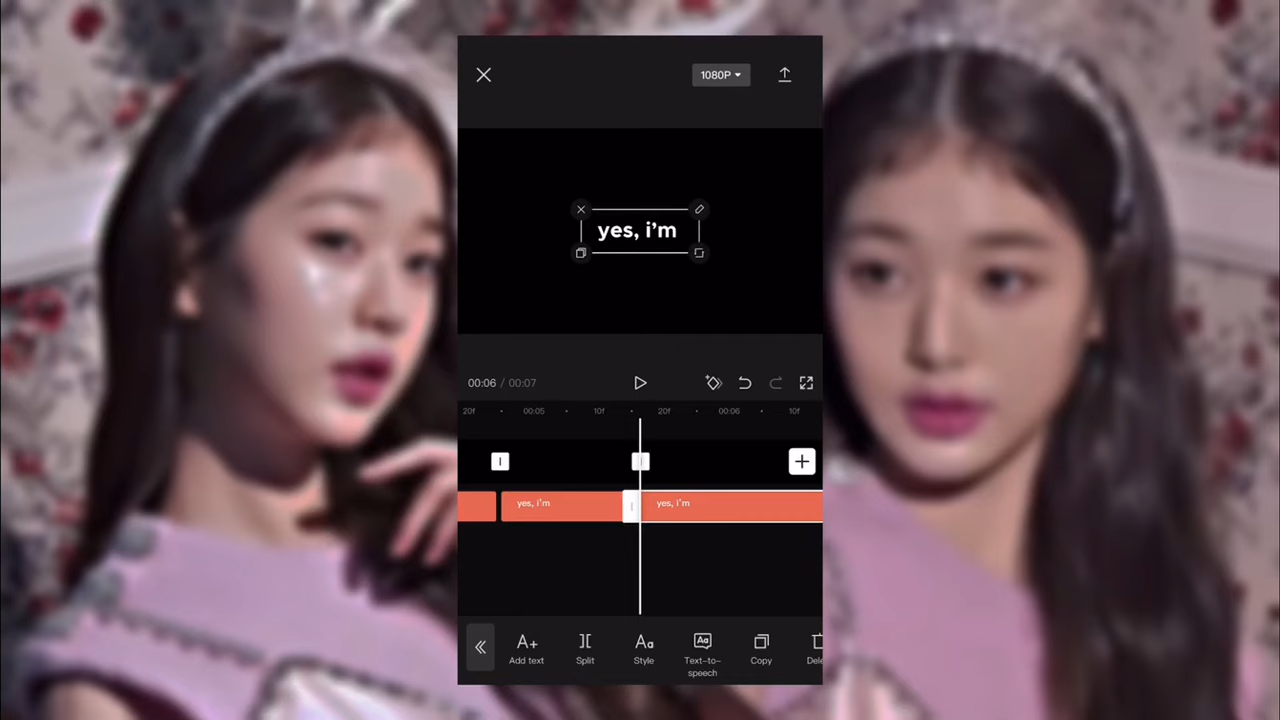 1080P
yes, i'm
00:06 / 00:07
20f 00:05 10f 20f 00:06 10f
yes, i'm yes, i'm
Add text Split Style Text-to-speech Copy Dele